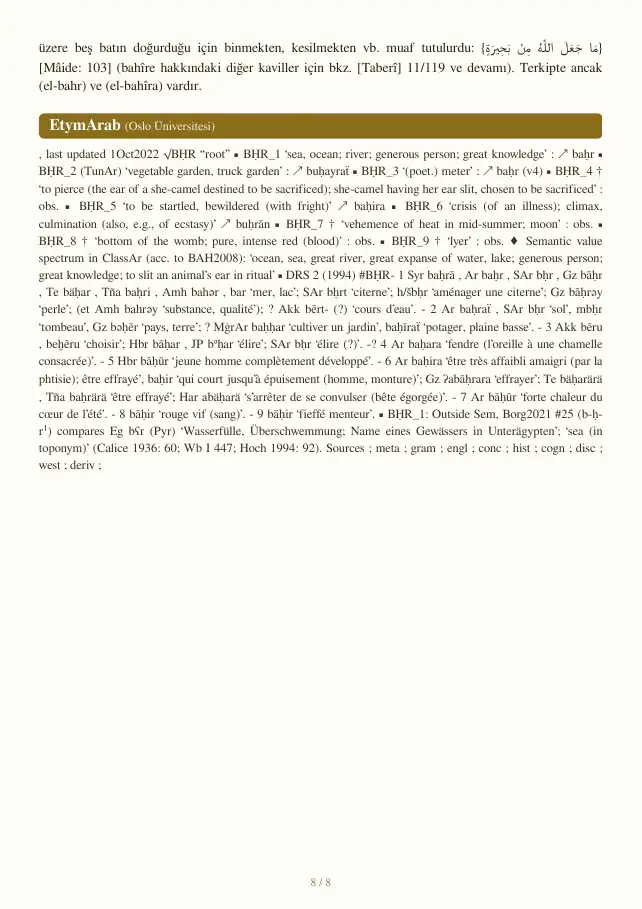 üzere beş batın doğurduğu için binmekten, kesilmekten vb. muaf tutulurdu: {مَا جَعَلَ اللّٰهُ مِنْ بَحِيرَةٍ}
[Mâide: 103] (bahîre hakkındaki diğer kaviller için bkz. [Taberî] 11/119 ve devamı). Terkipte ancak
(el-bahr) ve (el-bahîra) vardır.
EtymArab (Oslo Üniversitesi)
, last updated 1Oct2022 √BḤR “root” ▪ BḤR_1 ‘sea, ocean; river; generous person; great knowledge’ : ↗ baḥr ▪
BḤR_2 (TunAr) ‘vegetable garden, truck garden’ : ↗ buḥayraẗ ▪ BḤR_3 ‘(poet.) meter’ : ↗ baḥr (v4) ▪ BḤR_4 †
‘to pierce (the ear of a she-camel destined to be sacrificed); she-camel having her ear slit, chosen to be sacrificed’ :
obs. ▪ BḤR_5 ‘to be startled, bewildered (with fright)’ ↗ baḥira ▪ BḤR_6 ‘crisis (of an illness); climax,
culmination (also, e.g., of ecstasy)’ ↗ buḥrān ▪ BḤR_7 † ‘vehemence of heat in mid-summer; moon’ : obs. ▪
BḤR_8 † ‘bottom of the womb; pure, intense red (blood)’ : obs. ▪ BḤR_9 † ‘lyer’ : obs. ♦ Semantic value
spectrum in ClassAr (acc. to BAH2008): ‘ocean, sea, great river, great expanse of water, lake; generous person;
great knowledge; to slit an animal’s ear in ritual’ ▪ DRS 2 (1994) #BḤR- 1 Syr baḥrā , Ar baḥr , SAr bḥr , Gz bāḥr
, Te bäḥar , Tña baḥri , Amh bahər , bar ‘mer, lac’; SAr bḥrt ‘citerne’; h/šbḥr ‘aménager une citerne’; Gz bāḥrəy
‘perle’; (et Amh bahrəy ‘substance, qualité’); ? Akk bērt- (?) ‘cours d’eau’. - 2 Ar baḥraẗ , SAr bḥr ‘sol’, mbḥr
‘tombeau’, Gz bəḥēr ‘pays, terre’; ? MġrAr baḥḥar ‘cultiver un jardin’, baḥīraẗ ‘potager, plaine basse’. - 3 Akk bêru
, beḫēru ‘choisir’; Hbr bāḥar , JP bᵊḥar ‘élire’; SAr bḥr ‘élire (?)’. -? 4 Ar baḥara ‘fendre (l’oreille à une chamelle
consacrée)’. - 5 Hbr bāḥūr ‘jeune homme complètement développé’. - 6 Ar baḥira ‘être très affaibli amaigri (par la
phtisie); être effrayé’, baḥir ‘qui court jusqu’à épuisement (homme, monture)’; Gz ʔabāḥrara ‘effrayer’; Te bäḥarärä
, Tña baḥrärä ‘être effrayé’; Har abäḥarä ‘s’arrêter de se convulser (bête égorgée)’. - 7 Ar bāḥūr ‘forte chaleur du
cœur de l’été’. - 8 bāḥir ‘rouge vif (sang)’. - 9 bāḥir ‘fieffé menteur’. ▪ BḤR_1: Outside Sem, Borg2021 #25 (b-ḥ-
r¹) compares Eg bʕr (Pyr) ‘Wasserfülle, Überschwemmung; Name eines Gewässers in Unterägypten’; ‘sea (in
toponym)’ (Calice 1936: 60; Wb I 447; Hoch 1994: 92). Sources ; meta ; gram ; engl ; conc ; hist ; cogn ; disc ;
west ; deriv ;
8 / 8